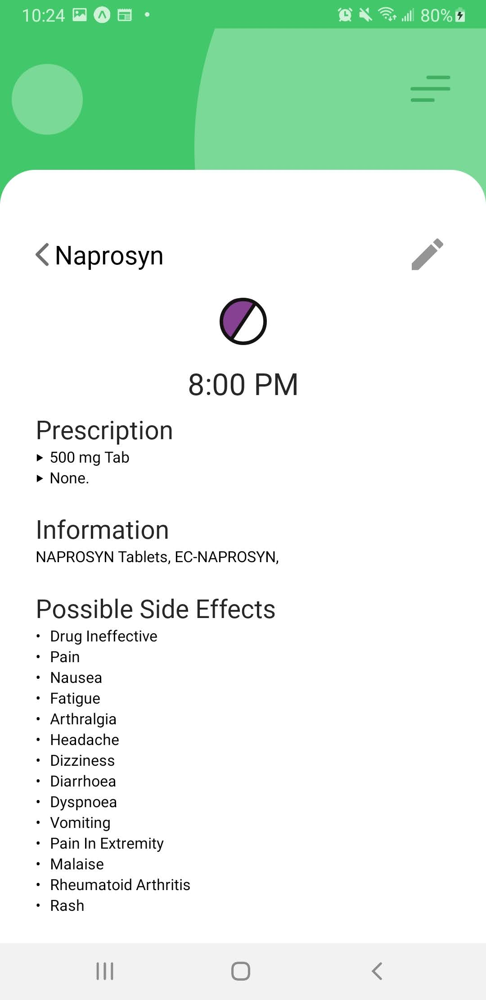 10:24 80%
Naprosyn
8:00 PM
Prescription
▶ 500 mg Tab
▶ None.
Information
NAPROSYN Tablets, EC-NAPROSYN,
Possible Side Effects
• Drug Ineffective
• Pain
• Nausea
• Fatigue
• Arthralgia
• Headache
• Dizziness
• Diarrhoea
• Dyspnoea
• Vomiting
• Pain In Extremity
• Malaise
• Rheumatoid Arthritis
• Rash